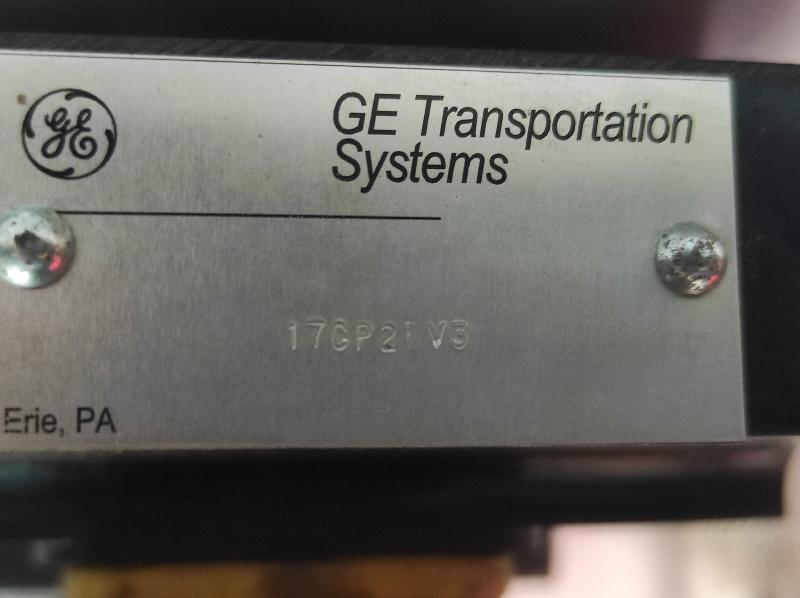 GE
GE Transportation
Systems
Erie, PA